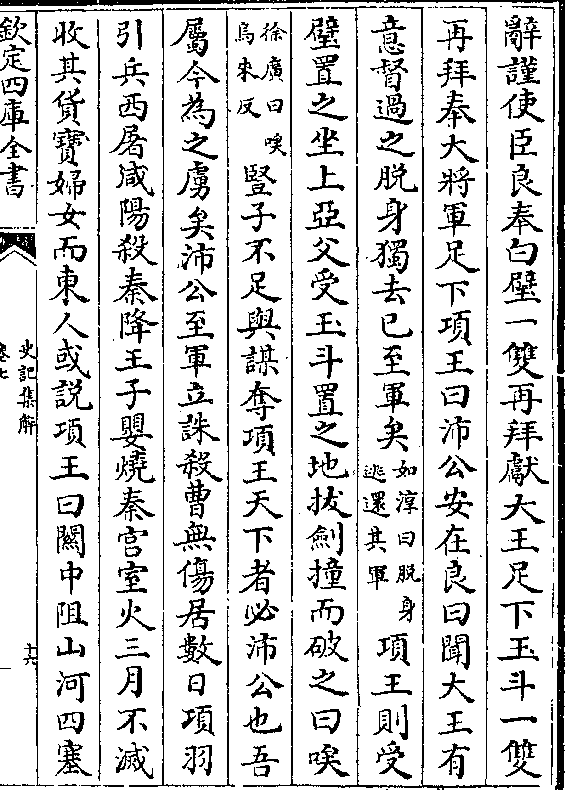 辭謹使臣良奉白璧一雙再拜獻大王足下玉斗一雙
再拜奉大將軍足下項王曰沛公安在良曰聞大王有
意督過之脫身獨去已至軍矣如淳曰脫身逃還其軍項王則受
璧置之坐上亞父受玉斗置之地拔劍撞而破之曰唉
徐廣曰唉烏來反豎子不足與謀奪項王天下者必沛公也吾
屬今為之虜矣沛公至軍立誅殺曹無傷居數日項羽
引兵西屠咸陽殺秦降王子嬰燒秦宮室火三月不滅
收其貨寶婦女而東人或說項王曰關中阻山河四塞
欽定四庫全書
史記集解
卷七
十六